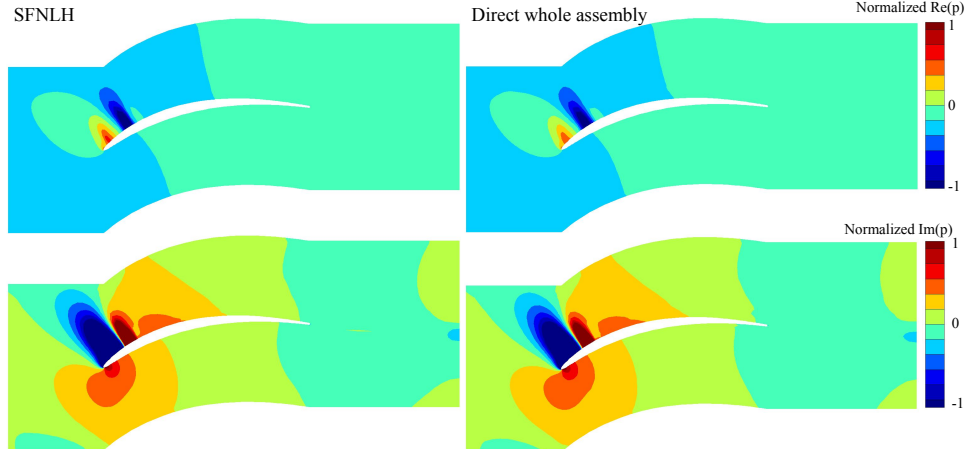 SFNLH
Direct whole assembly
Normalized Re(p)
1
0
-1
Normalized Im(p)
1
0
-1